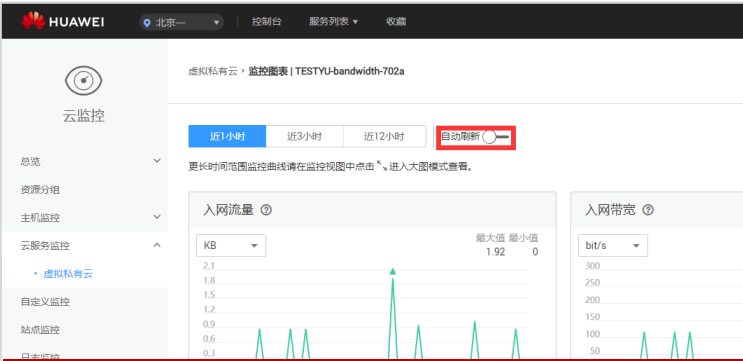 HUAWEI 北京一 控制台 服务列表 收藏
云监控
总览
资源分组
主机监控
云服务监控
· 虚拟私有云
自定义监控
站点监控
日志监控
虚拟私有云 › 监控图表 | TESTYU-bandwidth-702a
近1小时 近3小时 近12小时 自动刷新
更长时间范围监控曲线请在监控视图中点击 进入大图模式查看。
入网流量
KB
最大值 最小值
1.92 0
2.1
1.8
1.5
1.2
0.9
0.6
0.3
入网带宽
bit/s
300
250
200
150
100
50